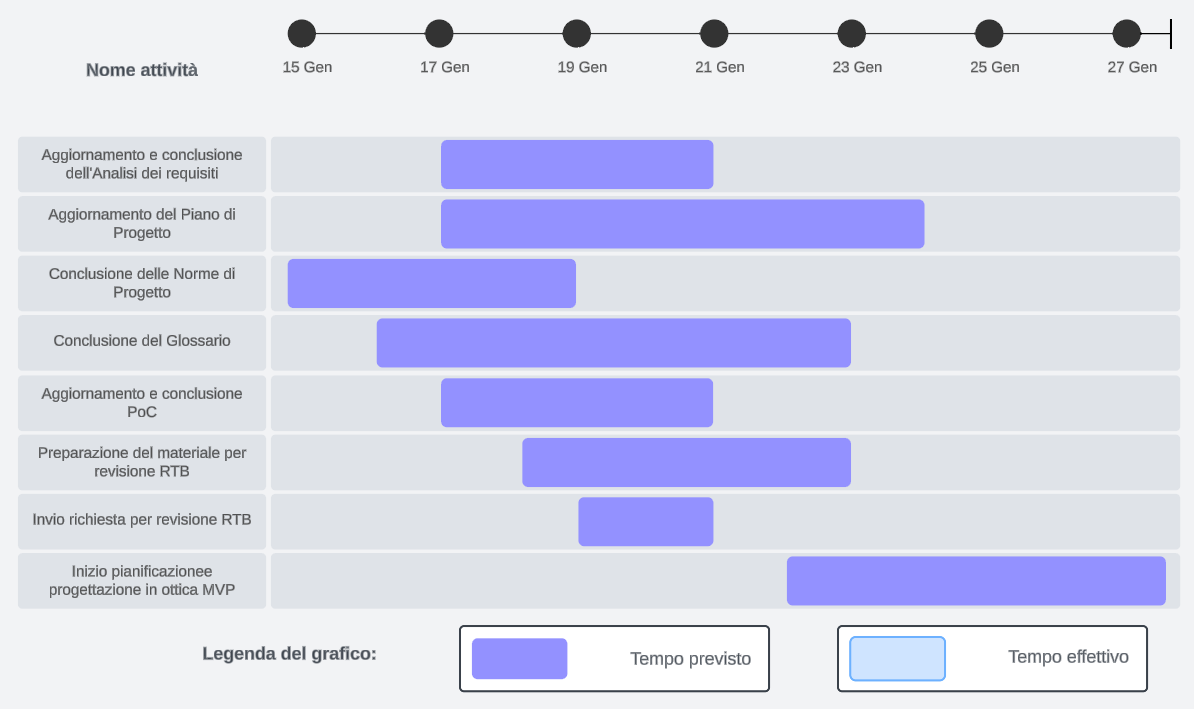 15 Gen 17 Gen 19 Gen 21 Gen 23 Gen 25 Gen 27 Gen
Nome attività
Aggiornamento e conclusione
dell'Analisi dei requisiti
Aggiornamento del Piano di
Progetto
Conclusione delle Norme di
Progetto
Conclusione del Glossario
Aggiornamento e conclusione
PoC
Preparazione del materiale per
revisione RTB
Invio richiesta per revisione RTB
Inizio pianificazionee
progettazione in ottica MVP
Legenda del grafico: Tempo previsto Tempo effettivo